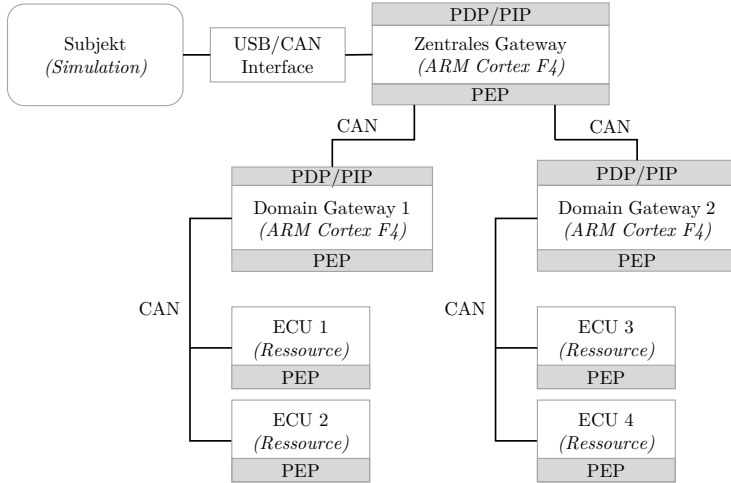 Subjekt
(Simulation)
USB/CAN
Interface
PDP/PIP
Zentrales Gateway
(ARM Cortex F4)
PEP
CAN
CAN
PDP/PIP
Domain Gateway 1
(ARM Cortex F4)
PEP
PDP/PIP
Domain Gateway 2
(ARM Cortex F4)
PEP
CAN
ECU 1
(Ressource)
PEP
ECU 2
(Ressource)
PEP
CAN
ECU 3
(Ressource)
PEP
ECU 4
(Ressource)
PEP